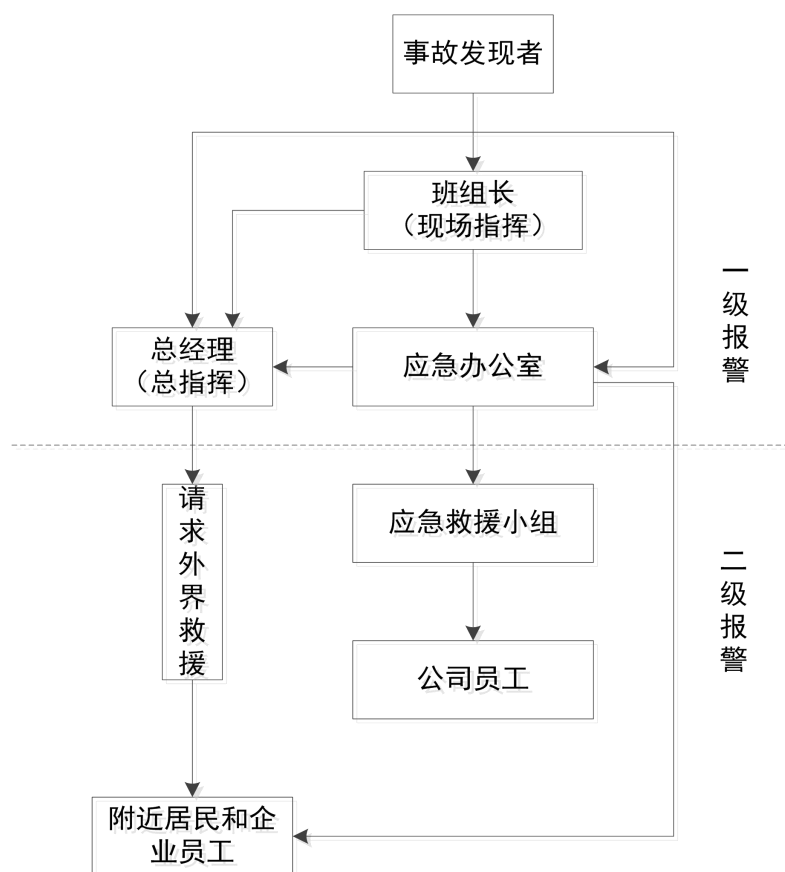 事故发现者
班组长
（现场指挥）
总经理
（总指挥）
应急办公室
一
级
报
警
请
求
外
界
救
援
应急救援小组
公司员工
二
级
报
警
附近居民和企
业员工